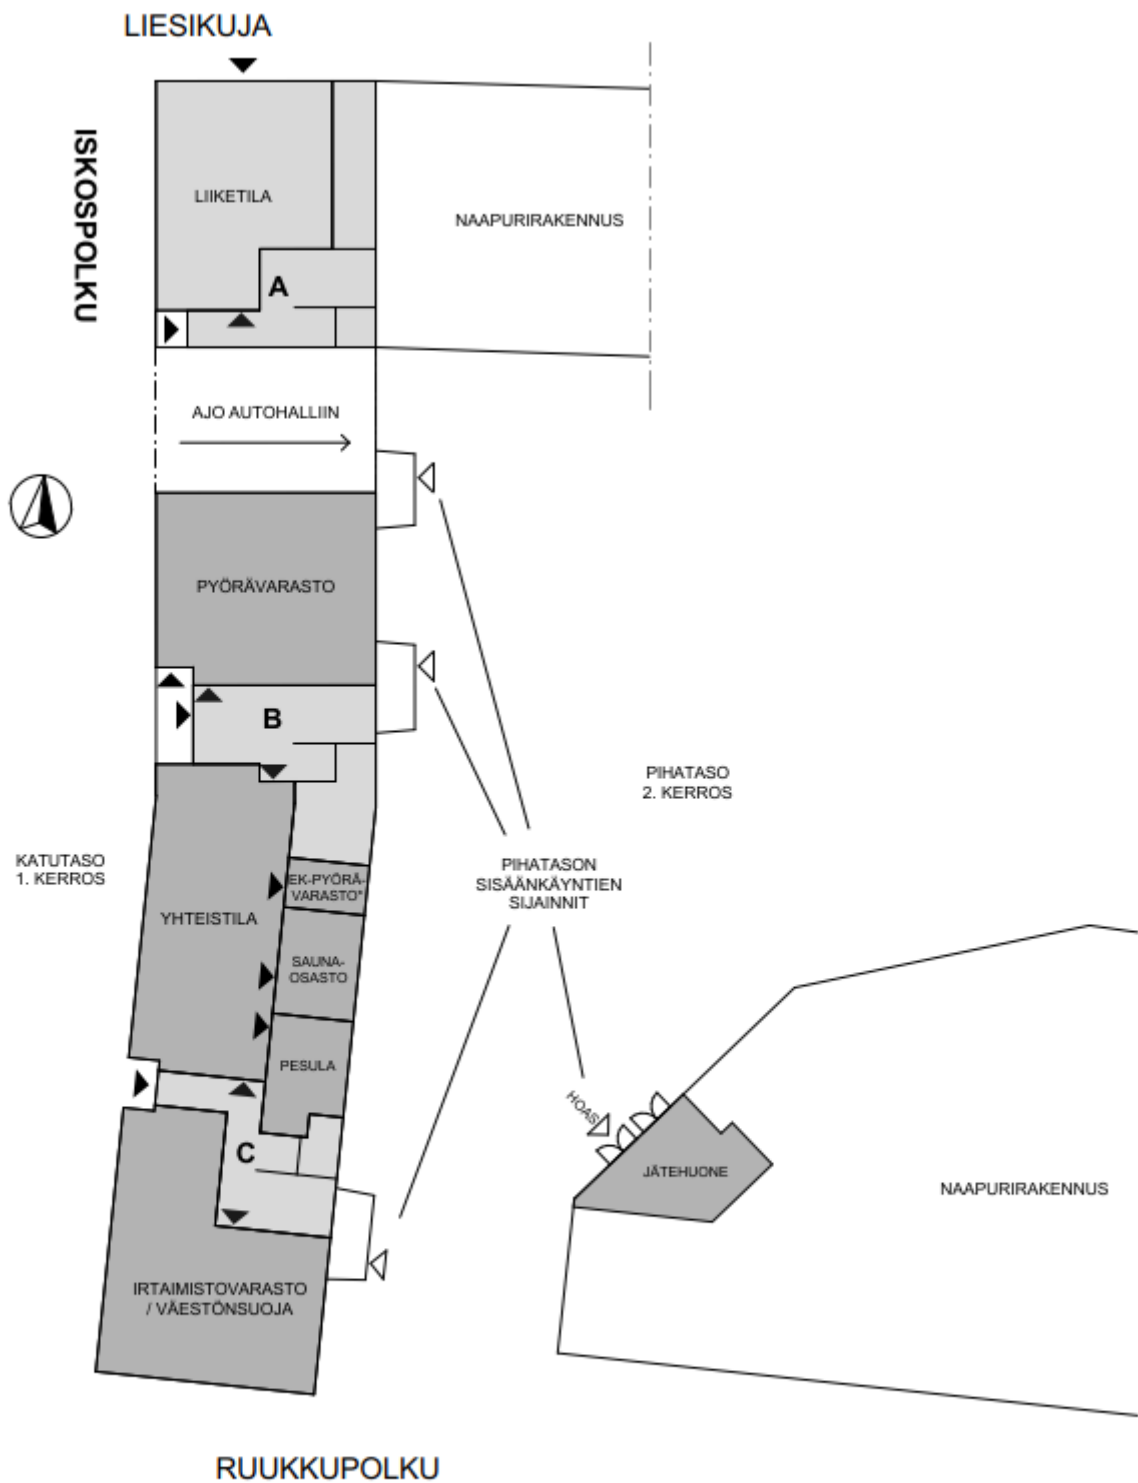 LIESIKUJA
ISKOSPOLKU
LIIKETILA
NAAPURIRAKENNUS
A
AJO AUTOHALLIIN
PYÖRÄVARASTO
B
PIHATASO
2. KERROS
KATUTASO
1. KERROS
PIHATASON
SISÄÄNKÄYNTIEN
SIJAINNIT
EK-PYÖRÄ-
VARASTO*
YHTEISTILA
SAUNA-
OSASTO
PESULA
HOAS
C
JÄTEHUONE
NAAPURIRAKENNUS
IRTAIMISTOVARASTO
/ VÄESTÖNSUOJA
RUUKKUPOLKU